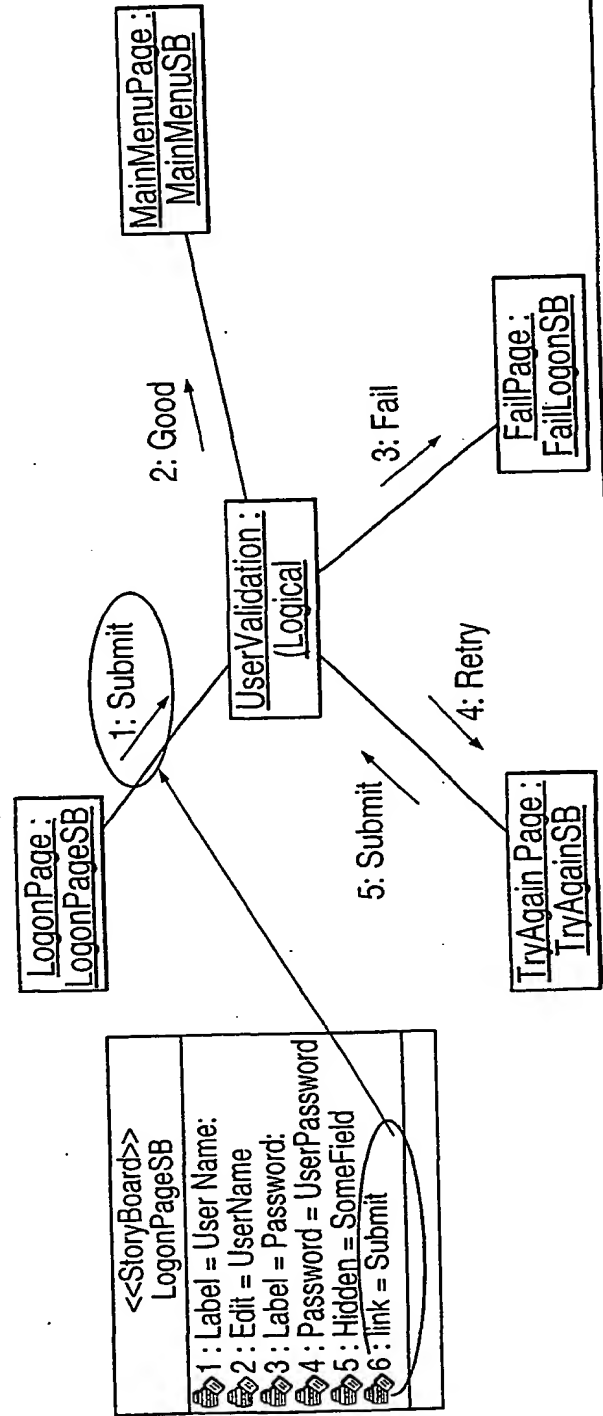 <<StoryBoard>>
LogonPageSB
1 : Label = User Name:
2 : Edit = UserName
3 : Label = Password:
4 : Password = UserPassword
5 : Hidden = SomeField
6 : link = Submit
LogonPage :
LogonPageSB
1: Submit
2: Good
MainMenuPage :
MainMenuSB
UserValidation :
(Logical
5: Submit
4: Retry
3: Fail
TryAgain Page :
TryAgainSB
FailPage :
FailLogonSB